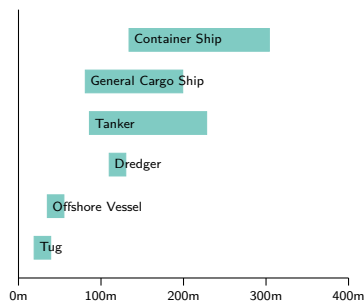 Container Ship
General Cargo Ship
Tanker
Dredger
Offshore Vessel
Tug
0m 100m 200m 300m 400m